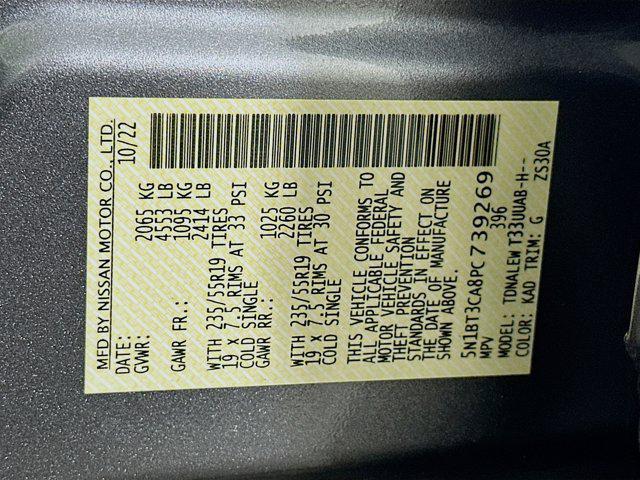 MFD BY NISSAN MOTOR CO., LTD.
DATE: 10/22
GVWR: 2065 KG
4553 LB
GAWR FR.: 1095 KG
2414 LB
WITH 235/55R19 TIRES
19 x 7.5 RIMS AT 33 PSI
COLD SINGLE
GAWR RR.: 1025 KG
2260 LB
WITH 235/55R19 TIRES
19 x 7.5 RIMS AT 30 PSI
COLD SINGLE
THIS VEHICLE CONFORMS TO
ALL APPLICABLE FEDERAL
MOTOR VEHICLE SAFETY AND
THEFT PREVENTION
STANDARDS IN EFFECT ON
THE DATE OF MANUFACTURE
SHOWN ABOVE.
5N1BT3CA8PC739269
MPV 396
MODEL: TDNALEW T33UUAB-H--
COLOR: KAD TRIM: G ZS30A